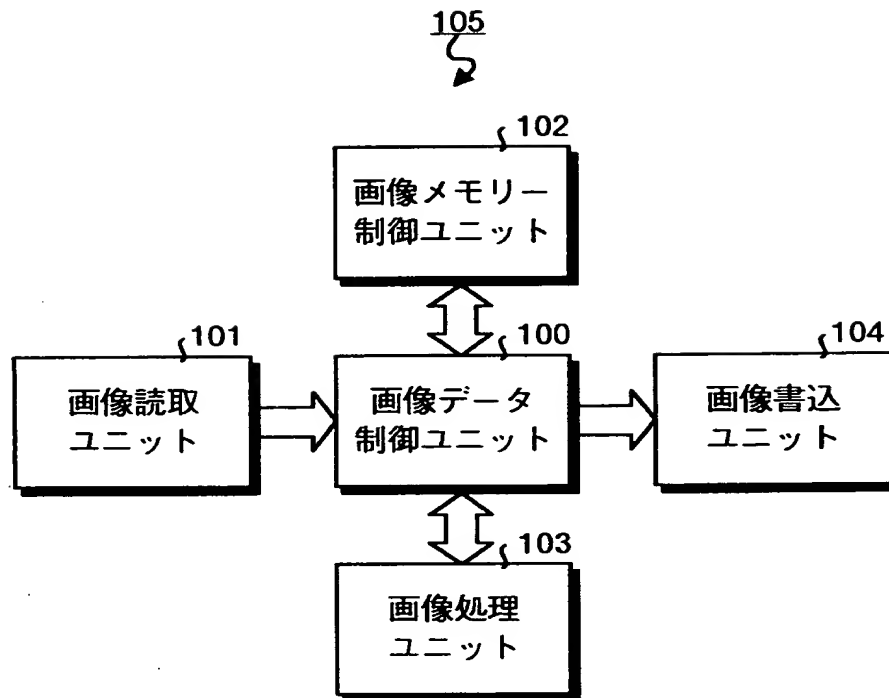 105
102
画像メモリー
制御ユニット
101
画像読取
ユニット
100
画像データ
制御ユニット
104
画像書込
ユニット
103
画像処理
ユニット